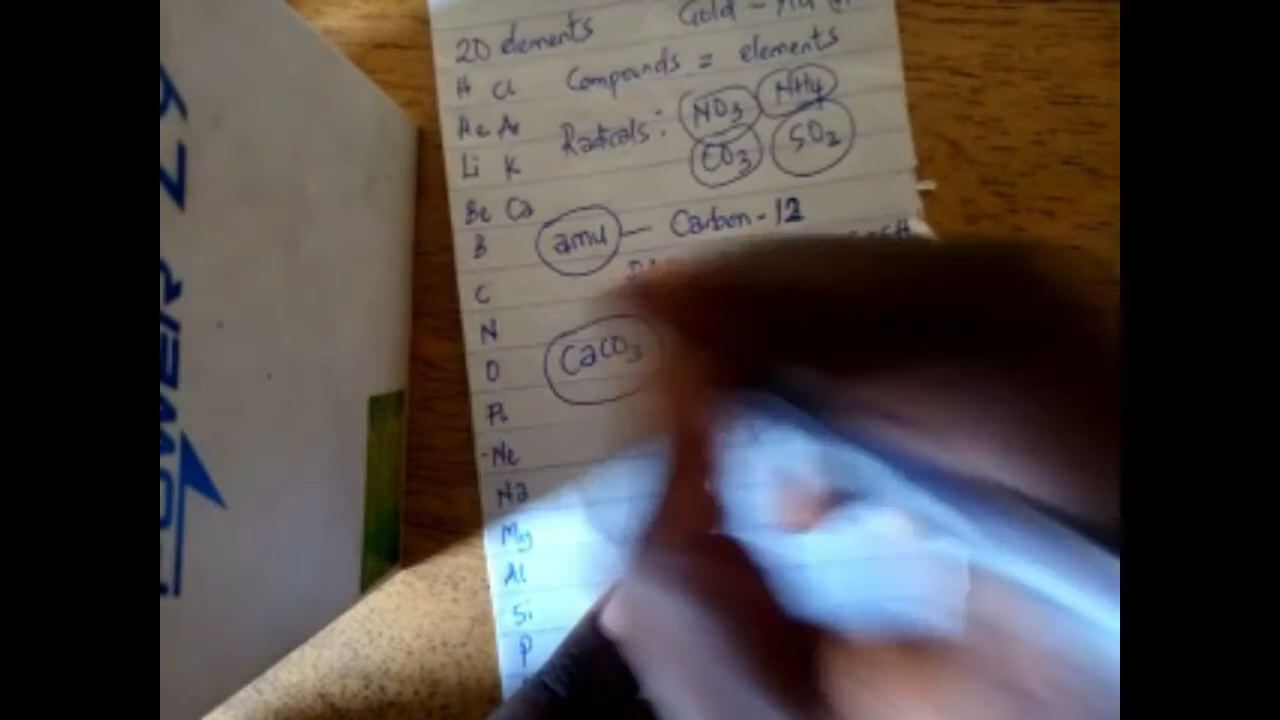 20 elements
Gold -
H Cl
Compounds = elements
He Ar
Radicals: NO3 NH4
CO3 SO2
Li K
Be Ca
amu - Carbon-12
B
C
N
CaCO3
O
Ne
Na
Mg
Al
Si
P